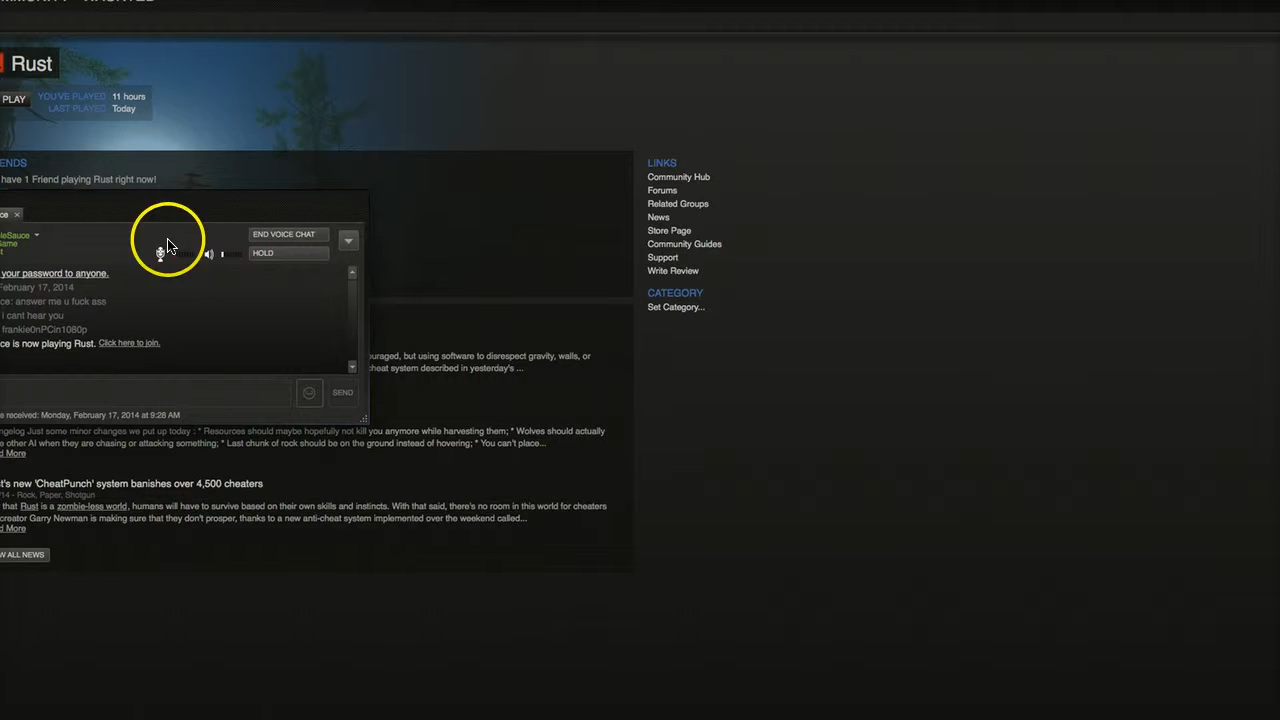 Rust
PLAY
YOU'VE PLAYED 11 hours
LAST PLAYED Today
ENDS
have 1 Friend playing Rust right now!
LINKS
Community Hub
Forums
Related Groups
News
Store Page
Community Guides
Support
Write Review
CATEGORY
Set Category...
ce ×
leSauce
ame
t
END VOICE CHAT
HOLD
your password to anyone.
February 17, 2014
ce: answer me u fuck ass
i cant hear you
frankie0nPCin1080p
ce is now playing Rust. Click here to join.
SEND
e received: Monday, February 17, 2014 at 9:28 AM
ouraged, but using software to disrespect gravity, walls, or
cheat system described in yesterday's ...
ngelog Just some minor changes we put up today : * Resources should maybe hopefully not kill you anymore while harvesting them; * Wolves should actually
e other AI when they are chasing or attacking something; * Last chunk of rock should be on the ground instead of hovering; * You can't place...
d More
t's new 'CheatPunch' system banishes over 4,500 cheaters
/14 - Rock, Paper, Shotgun
that Rust is a zombie-less world, humans will have to survive based on their own skills and instincts. With that said, there's no room in this world for cheaters
creator Garry Newman is making sure that they don't prosper, thanks to a new anti-cheat system implemented over the weekend called...
d More
W ALL NEWS